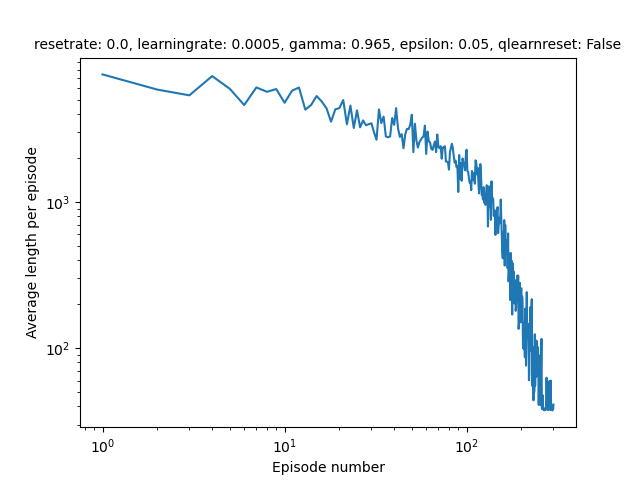 resetrate: 0.0, learningrate: 0.0005, gamma: 0.965, epsilon: 0.05, qlearnreset: False
Average length per episode
10³
10²
10⁰
10¹
10²
Episode number